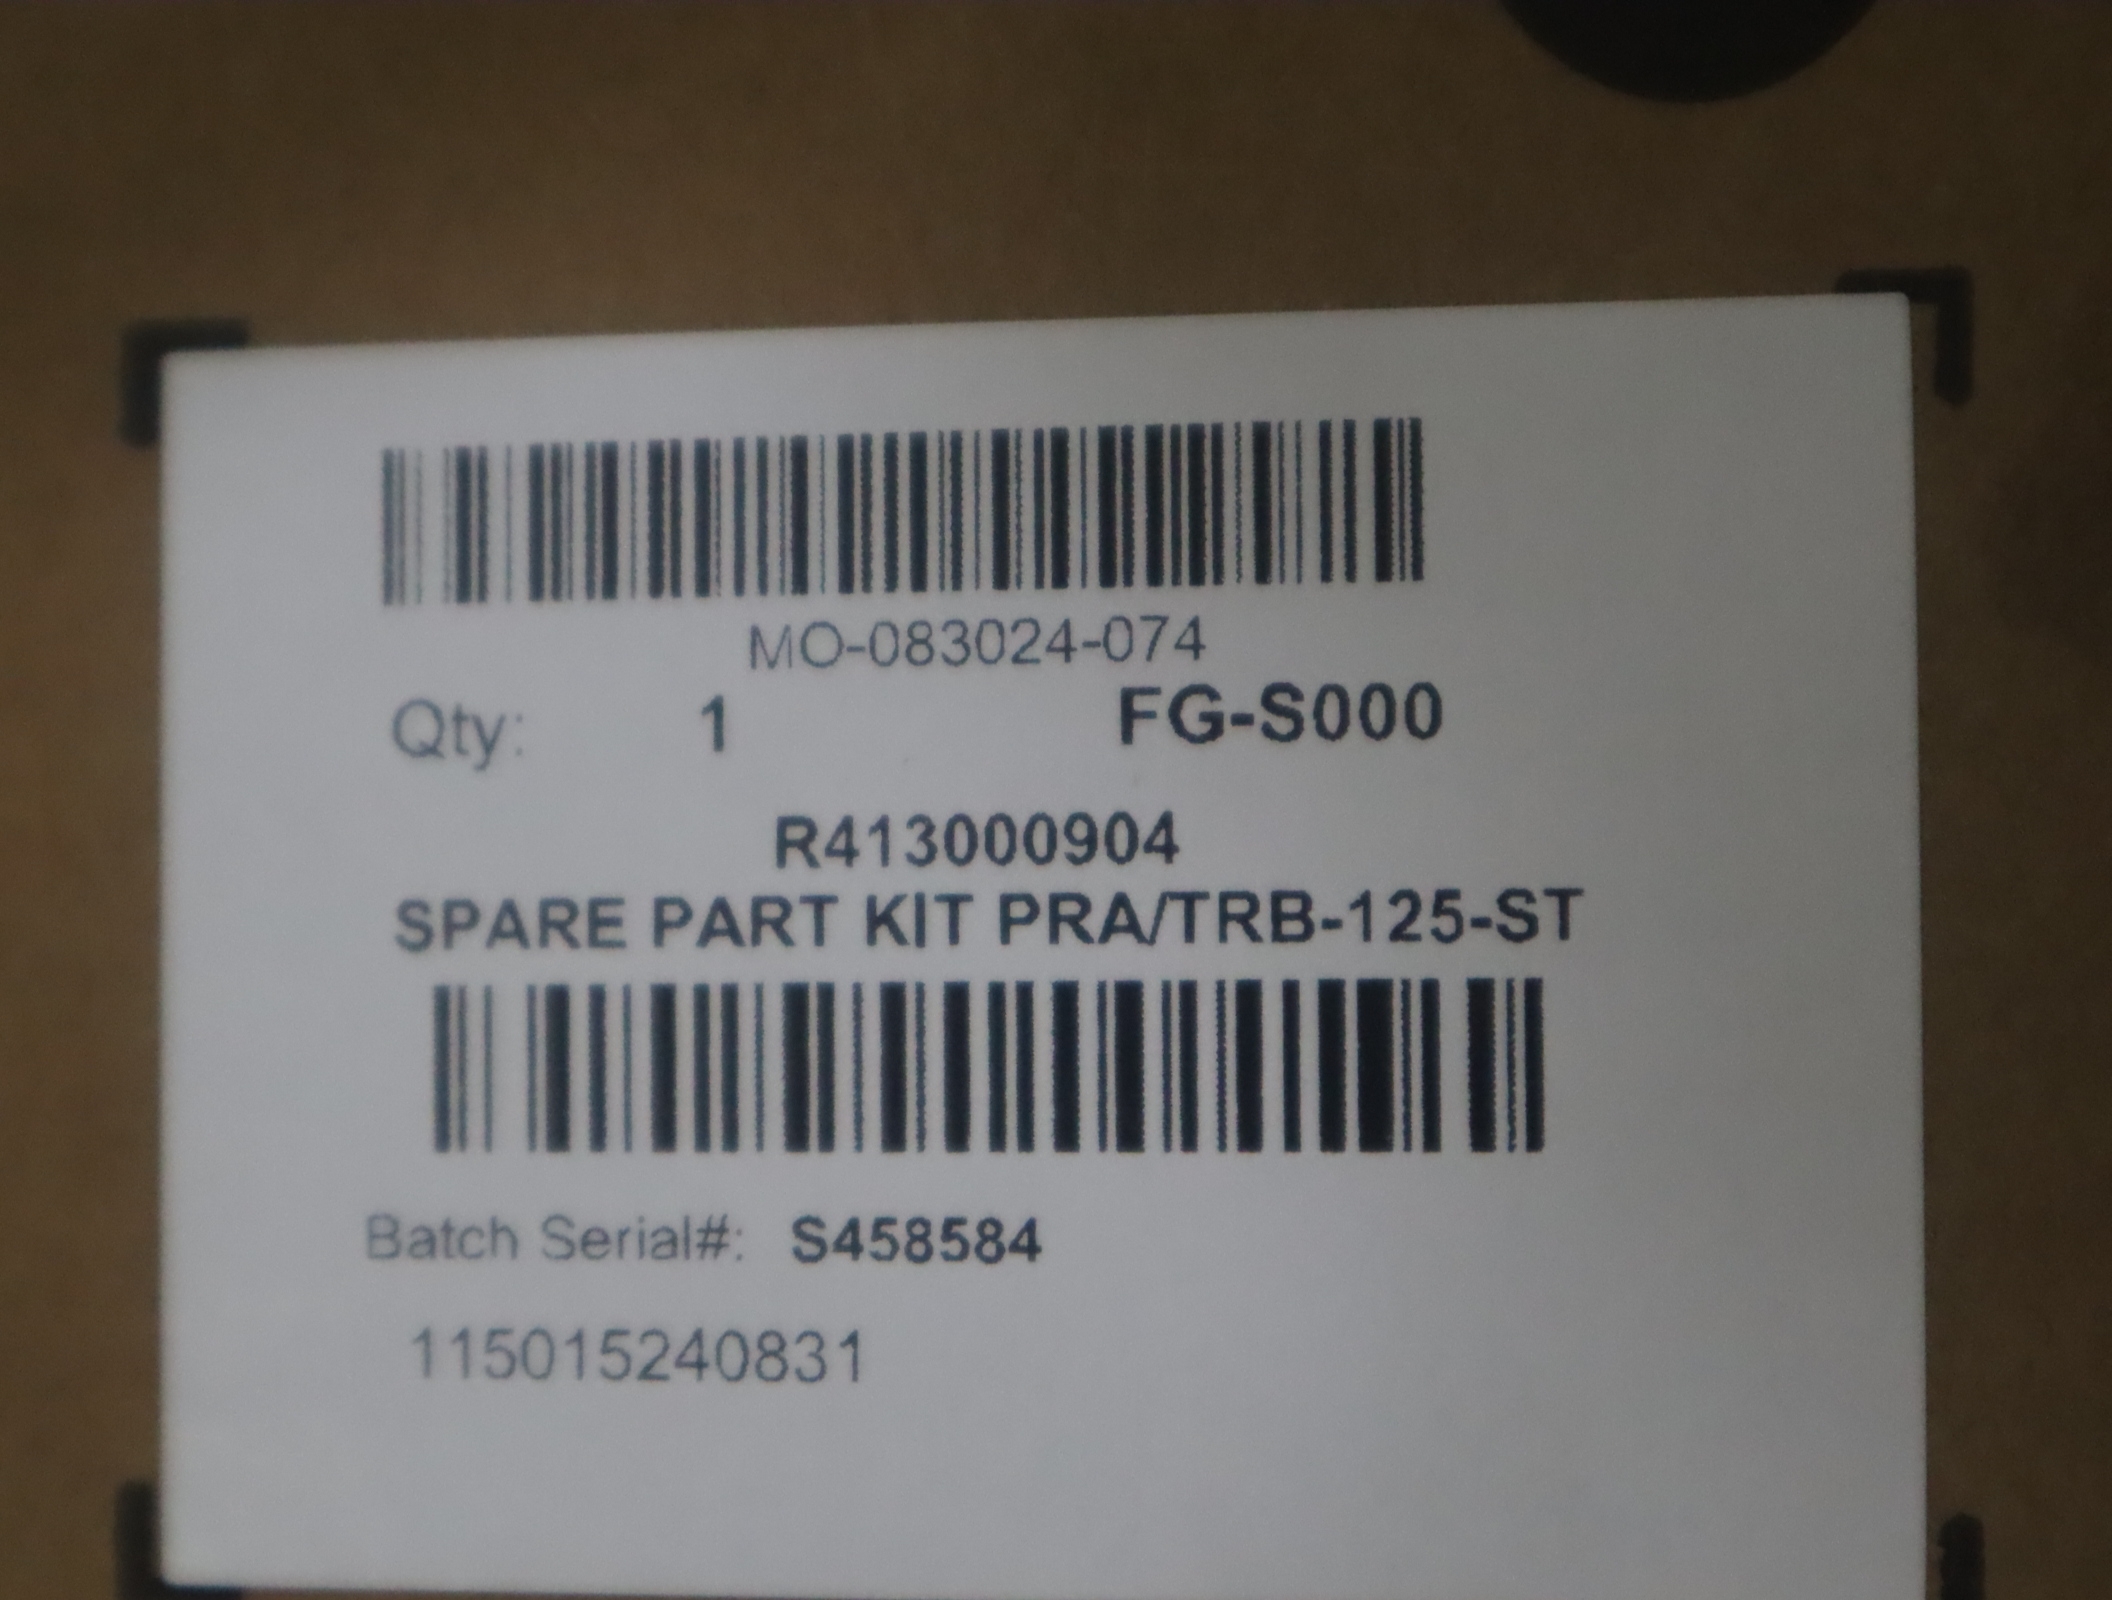 MO-083024-074
Qty: 1 FG-S000
R413000904
SPARE PART KIT PRA/TRB-125-ST
Batch Serial#: S458584
115015240831